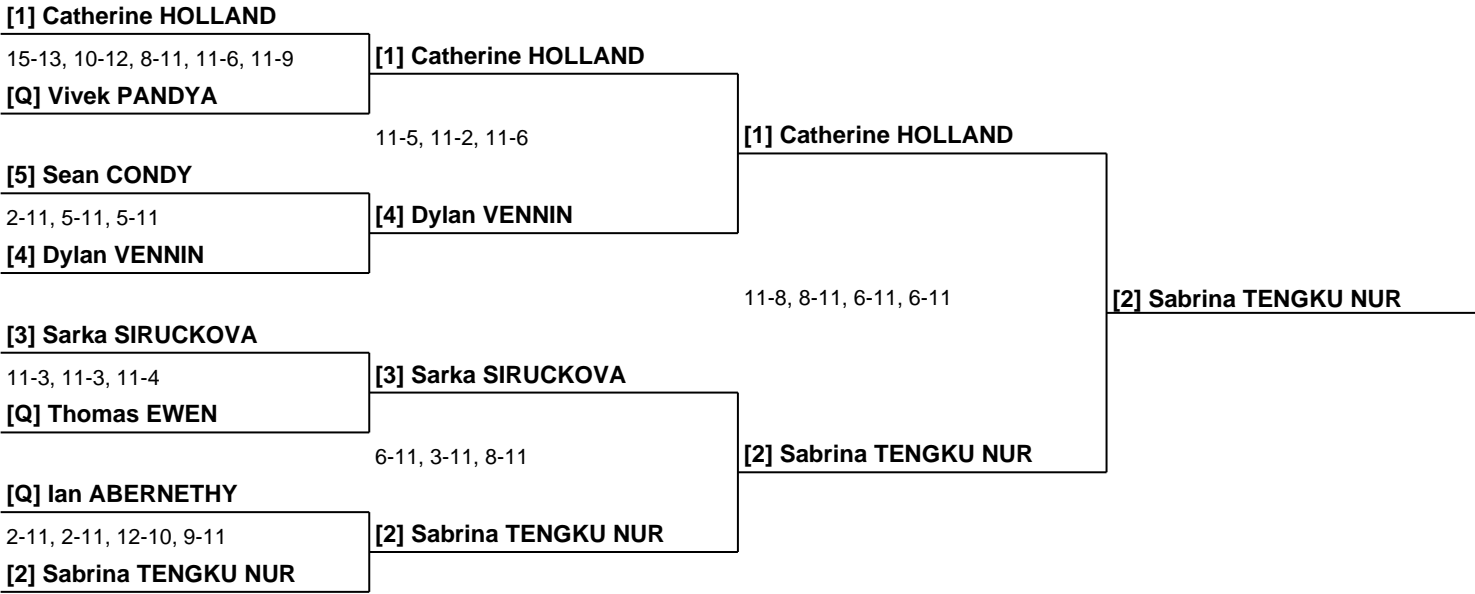 [1] Catherine HOLLAND
15-13, 10-12, 8-11, 11-6, 11-9
[1] Catherine HOLLAND
[Q] Vivek PANDYA
11-5, 11-2, 11-6
[1] Catherine HOLLAND
[5] Sean CONDY
2-11, 5-11, 5-11
[4] Dylan VENNIN
[4] Dylan VENNIN
11-8, 8-11, 6-11, 6-11
[2] Sabrina TENGKU NUR
[3] Sarka SIRUCKOVA
11-3, 11-3, 11-4
[3] Sarka SIRUCKOVA
[Q] Thomas EWEN
6-11, 3-11, 8-11
[2] Sabrina TENGKU NUR
[Q] Ian ABERNETHY
2-11, 2-11, 12-10, 9-11
[2] Sabrina TENGKU NUR
[2] Sabrina TENGKU NUR